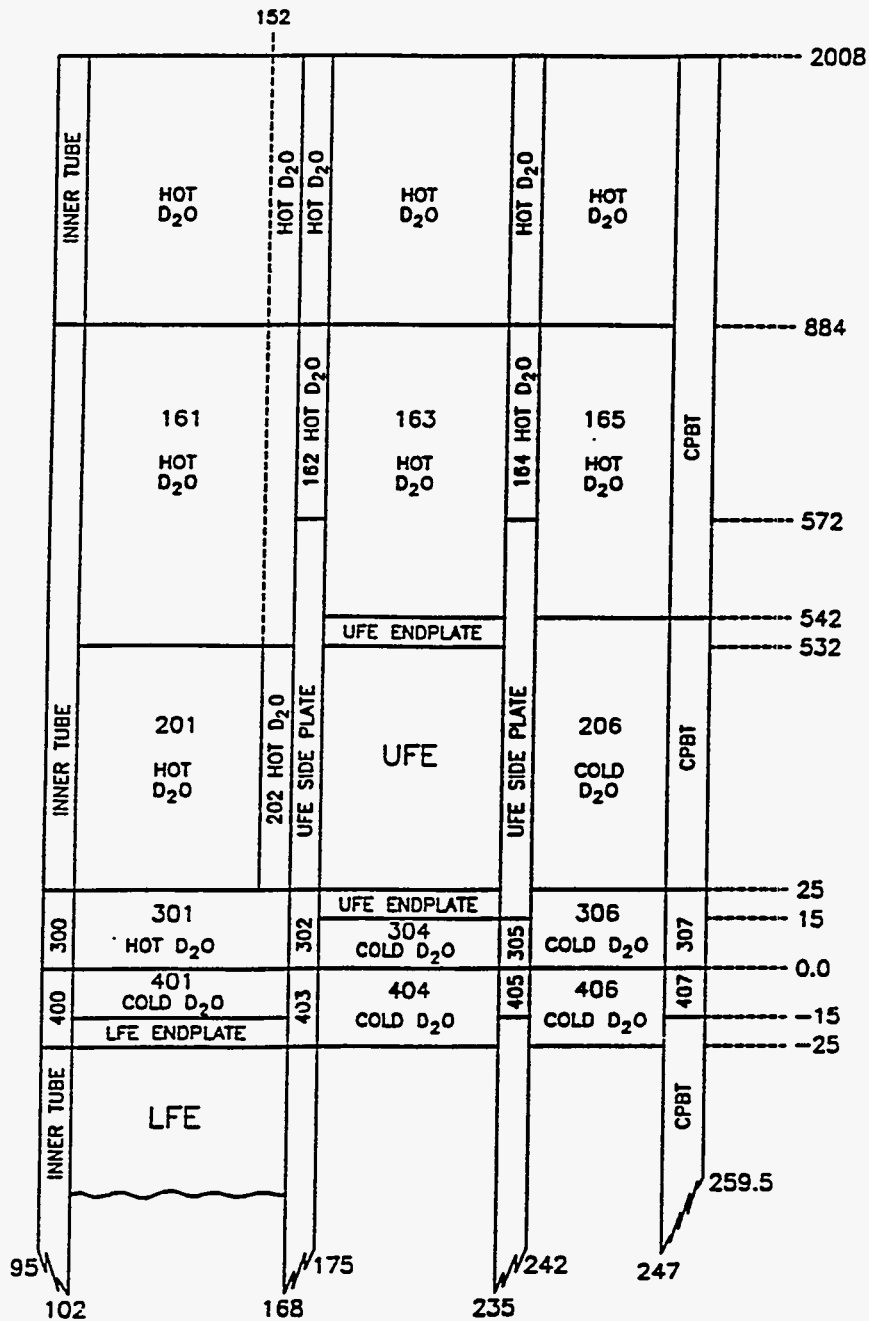 152
2008
INNER TUBE
HOT
D₂O
HOT D₂O
HOT D₂O
HOT
D₂O
HOT D₂O
HOT
D₂O
884
161
HOT
D₂O
162 HOT D₂O
163
HOT
D₂O
164 HOT D₂O
165
HOT
D₂O
CPBT
572
542
UFE ENDPLATE
532
INNER TUBE
201
HOT
D₂O
202 HOT D₂O
UFE SIDE PLATE
UFE
UFE SIDE PLATE
206
COLD
D₂O
CPBT
25
UFE ENDPLATE
15
300
301
HOT D₂O
302
304
COLD D₂O
305
306
COLD D₂O
307
0.0
400
401
COLD D₂O
403
404
COLD D₂O
405
406
COLD D₂O
407
-15
LFE ENDPLATE
-25
INNER TUBE
LFE
CPBT
259.5
95
175
242
247
102
168
235